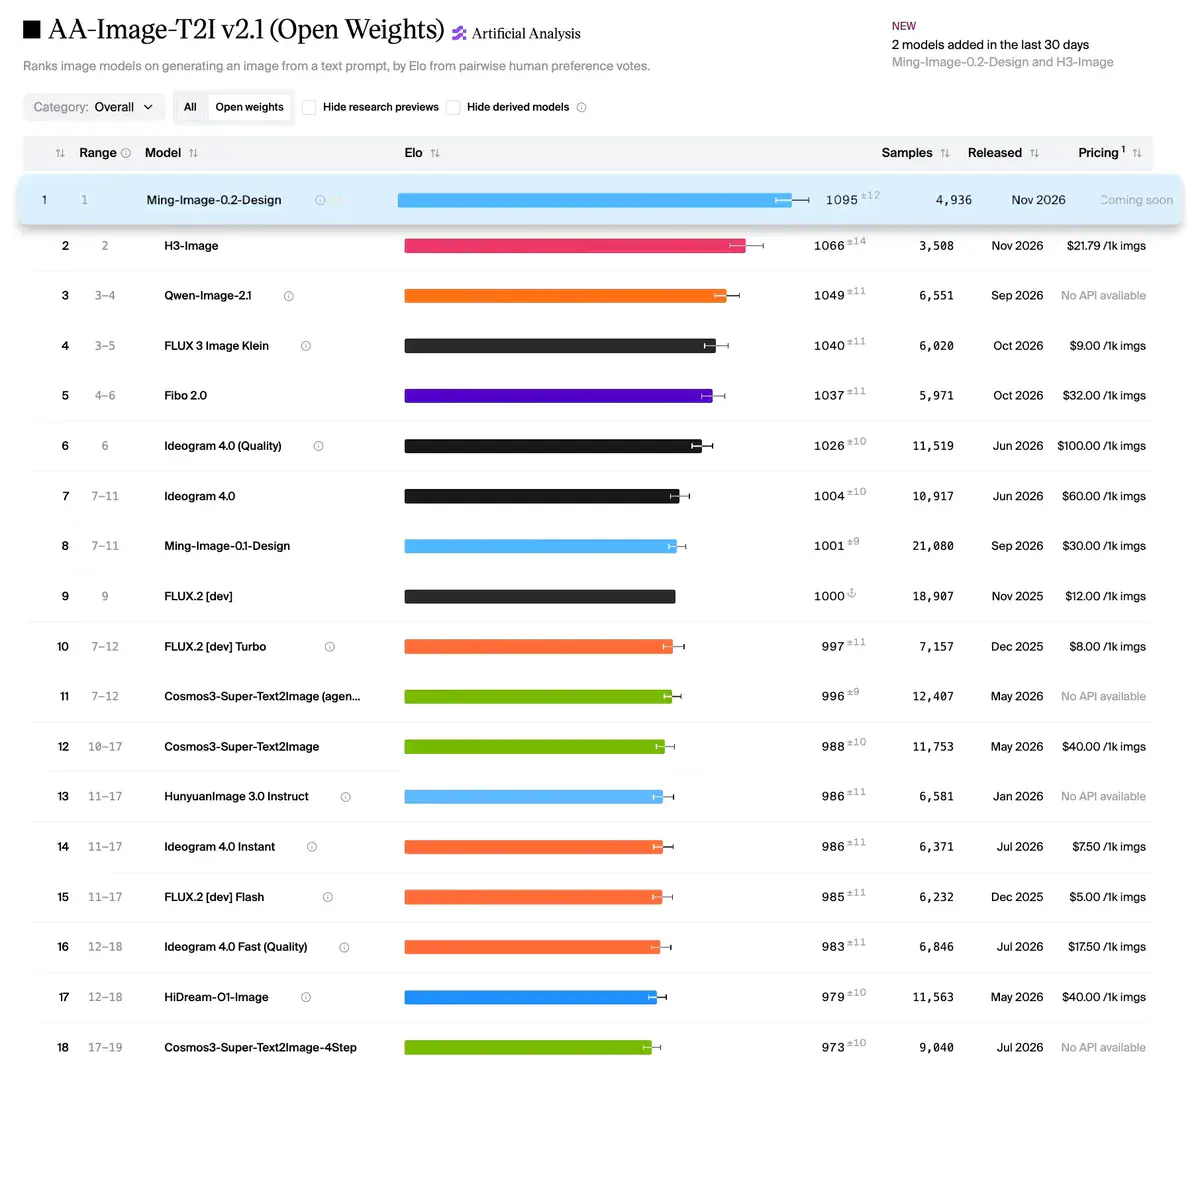 AA-Image-T2I v2.1 (Open Weights) Artificial Analysis
Ranks image models on generating an image from a text prompt, by Elo from pairwise human preference votes.
NEW
2 models added in the last 30 days
Ming-Image-0.2-Design and H3-Image
Category: Overall All Open weights Hide research previews Hide derived models
Range Model Elo Samples Released Pricing 1
1 1 Ming-Image-0.2-Design 1095 ±12 4,936 Nov 2026 Coming soon
2 2 H3-Image 1066 ±14 3,508 Nov 2026 $21.79 /1k imgs
3 3–4 Qwen-Image-2.1 1049 ±11 6,551 Sep 2026 No API available
4 3–5 FLUX 3 Image Klein 1040 ±11 6,020 Oct 2026 $9.00 /1k imgs
5 4–6 Fibo 2.0 1037 ±11 5,971 Oct 2026 $32.00 /1k imgs
6 6 Ideogram 4.0 (Quality) 1026 ±10 11,519 Jun 2026 $100.00 /1k imgs
7 7–11 Ideogram 4.0 1004 ±10 10,917 Jun 2026 $60.00 /1k imgs
8 7–11 Ming-Image-0.1-Design 1001 ±9 21,080 Sep 2026 $30.00 /1k imgs
9 9 FLUX.2 [dev] 1000 18,907 Nov 2025 $12.00 /1k imgs
10 7–12 FLUX.2 [dev] Turbo 997 ±11 7,157 Dec 2025 $8.00 /1k imgs
11 7–12 Cosmos3-Super-Text2Image (agen... 996 ±9 12,407 May 2026 No API available
12 10–17 Cosmos3-Super-Text2Image 988 ±10 11,753 May 2026 $40.00 /1k imgs
13 11–17 HunyuanImage 3.0 Instruct 986 ±11 6,581 Jan 2026 No API available
14 11–17 Ideogram 4.0 Instant 986 ±11 6,371 Jul 2026 $7.50 /1k imgs
15 11–17 FLUX.2 [dev] Flash 985 ±11 6,232 Dec 2025 $5.00 /1k imgs
16 12–18 Ideogram 4.0 Fast (Quality) 983 ±11 6,846 Jul 2026 $17.50 /1k imgs
17 12–18 HiDream-O1-Image 979 ±10 11,563 May 2026 $40.00 /1k imgs
18 17–19 Cosmos3-Super-Text2Image-4Step 973 ±10 9,040 Jul 2026 No API available